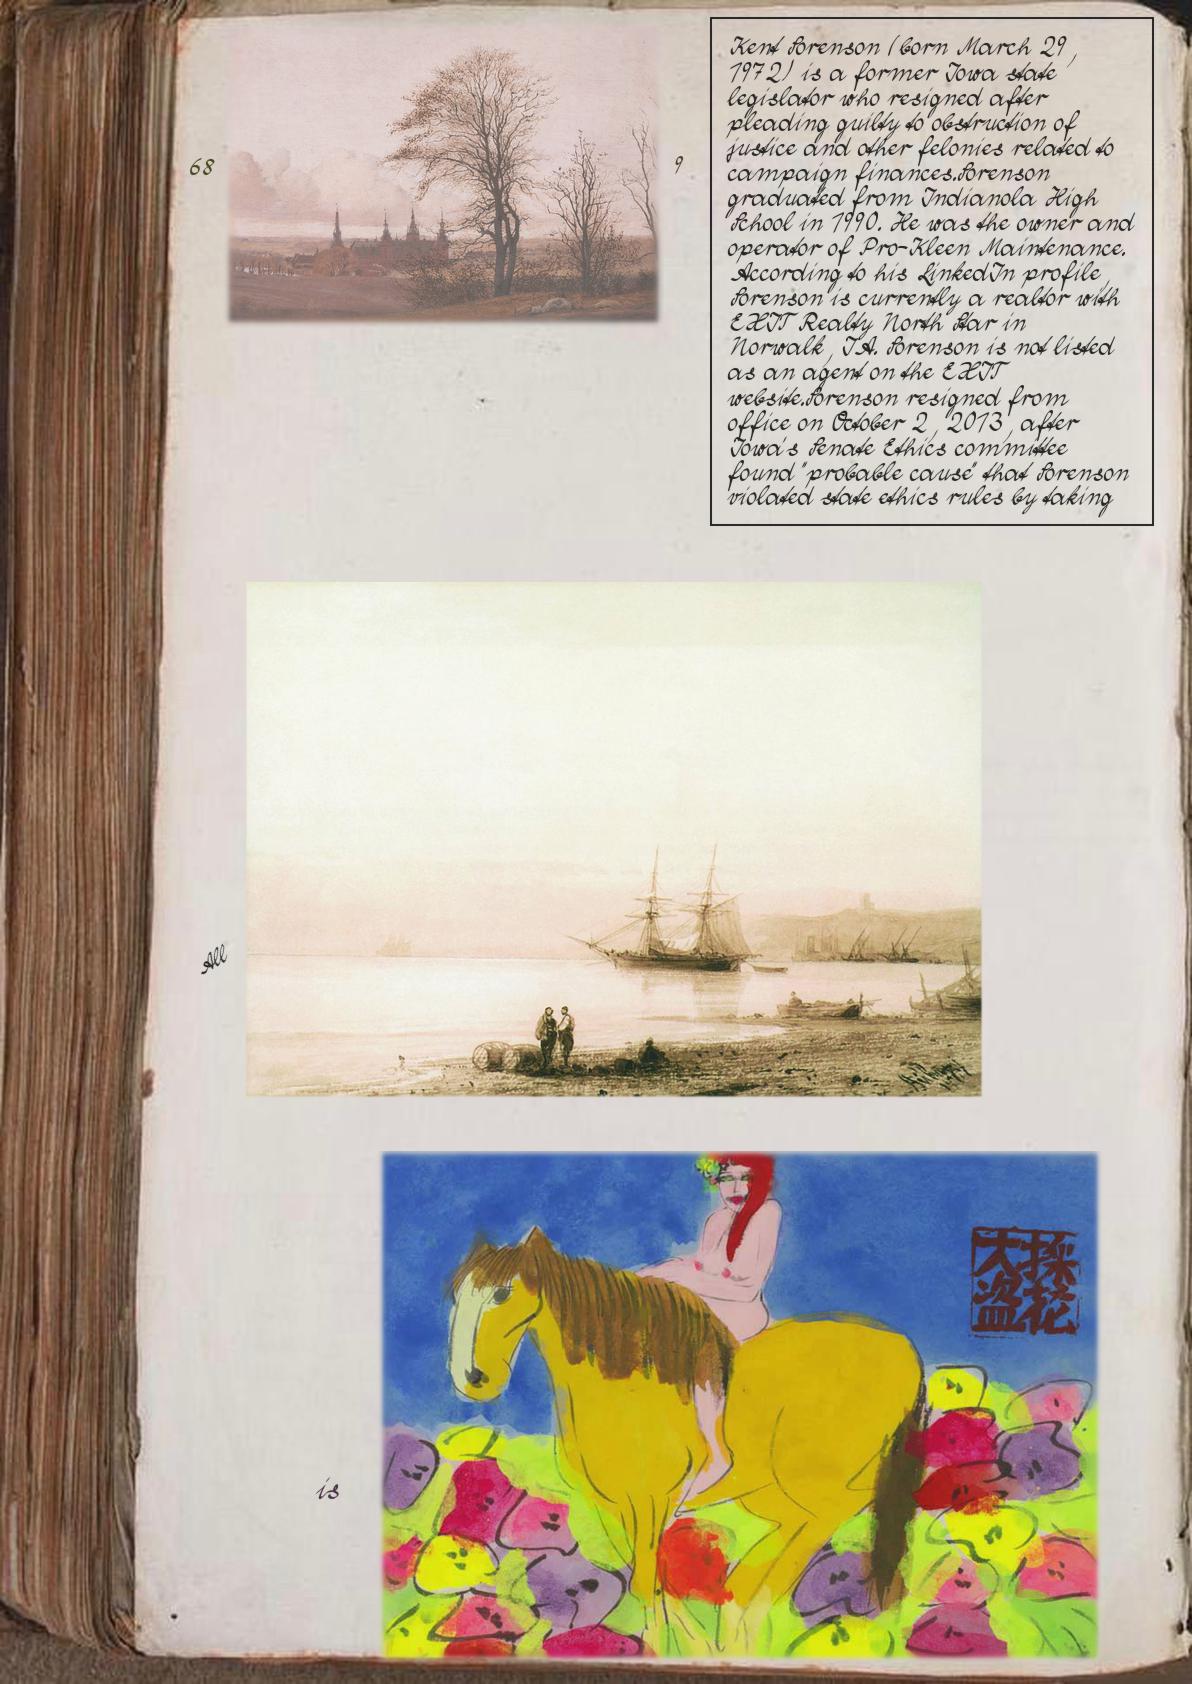 68
9
Kent Sorenson (born March 29,
1972) is a former Iowa state
legislator who resigned after
pleading guilty to obstruction of
justice and other felonies related to
campaign finances.Sorenson
graduated from Indianola High
School in 1990. He was the owner and
operator of Pro-Kleen Maintenance.
According to his LinkedIn profile,
Sorenson is currently a realtor with
EXIT Realty North Star in
Norwalk, IA. Sorenson is not listed
as an agent on the EXIT
website.Sorenson resigned from
office on October 2, 2013, after
Iowa's Senate Ethics committee
found "probable cause" that Sorenson
violated state ethics rules by taking
All
is
採花
大盜